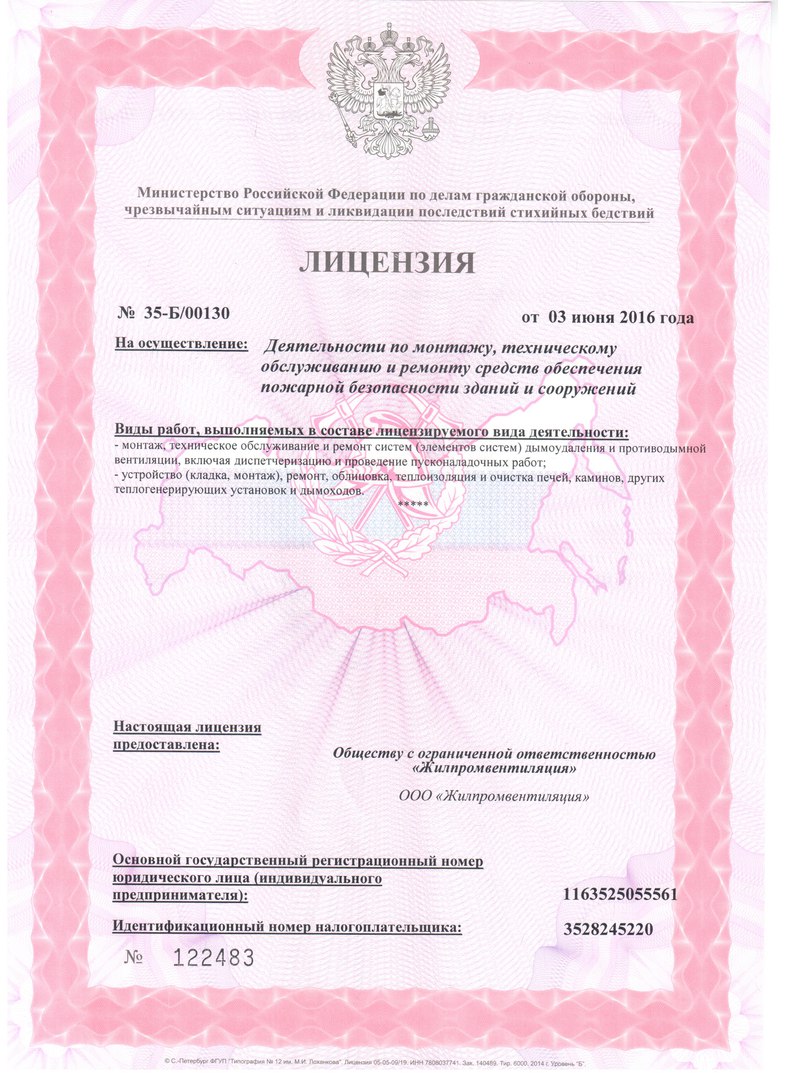 Министерство Российской Федерации по делам гражданской обороны,
чрезвычайным ситуациям и ликвидации последствий стихийных бедствий
ЛИЦЕНЗИЯ
№ 35-Б/00130
от 03 июня 2016 года
На осуществление: Деятельности по монтажу, техническому
обслуживанию и ремонту средств обеспечения
пожарной безопасности зданий и сооружений
Виды работ, выполняемых в составе лицензируемого вида деятельности:
- монтаж, техническое обслуживание и ремонт систем (элементов систем) дымоудаления и противодымной
вентиляции, включая диспетчеризацию и проведение пусконаладочных работ;
- устройство (кладка, монтаж), ремонт, облицовка, теплоизоляция и очистка печей, каминов, других
теплогенерирующих установок и дымоходов.
*****
Настоящая лицензия
предоставлена:
Обществу с ограниченной ответственностью
«Жилпромвентиляция»
ООО «Жилпромвентиляция»
Основной государственный регистрационный номер
юридического лица (индивидуального
предпринимателя): 1163525055561
Идентификационный номер налогоплательщика: 3528245220
№ 122483
© С.-Петербург ФГУП "Типография № 12 им. М.И. Лоханкова". Лицензия 05-05-09/19. ИНН 7808037741. Зак. 140489. Тир. 6000, 2014 г. Уровень "Б".